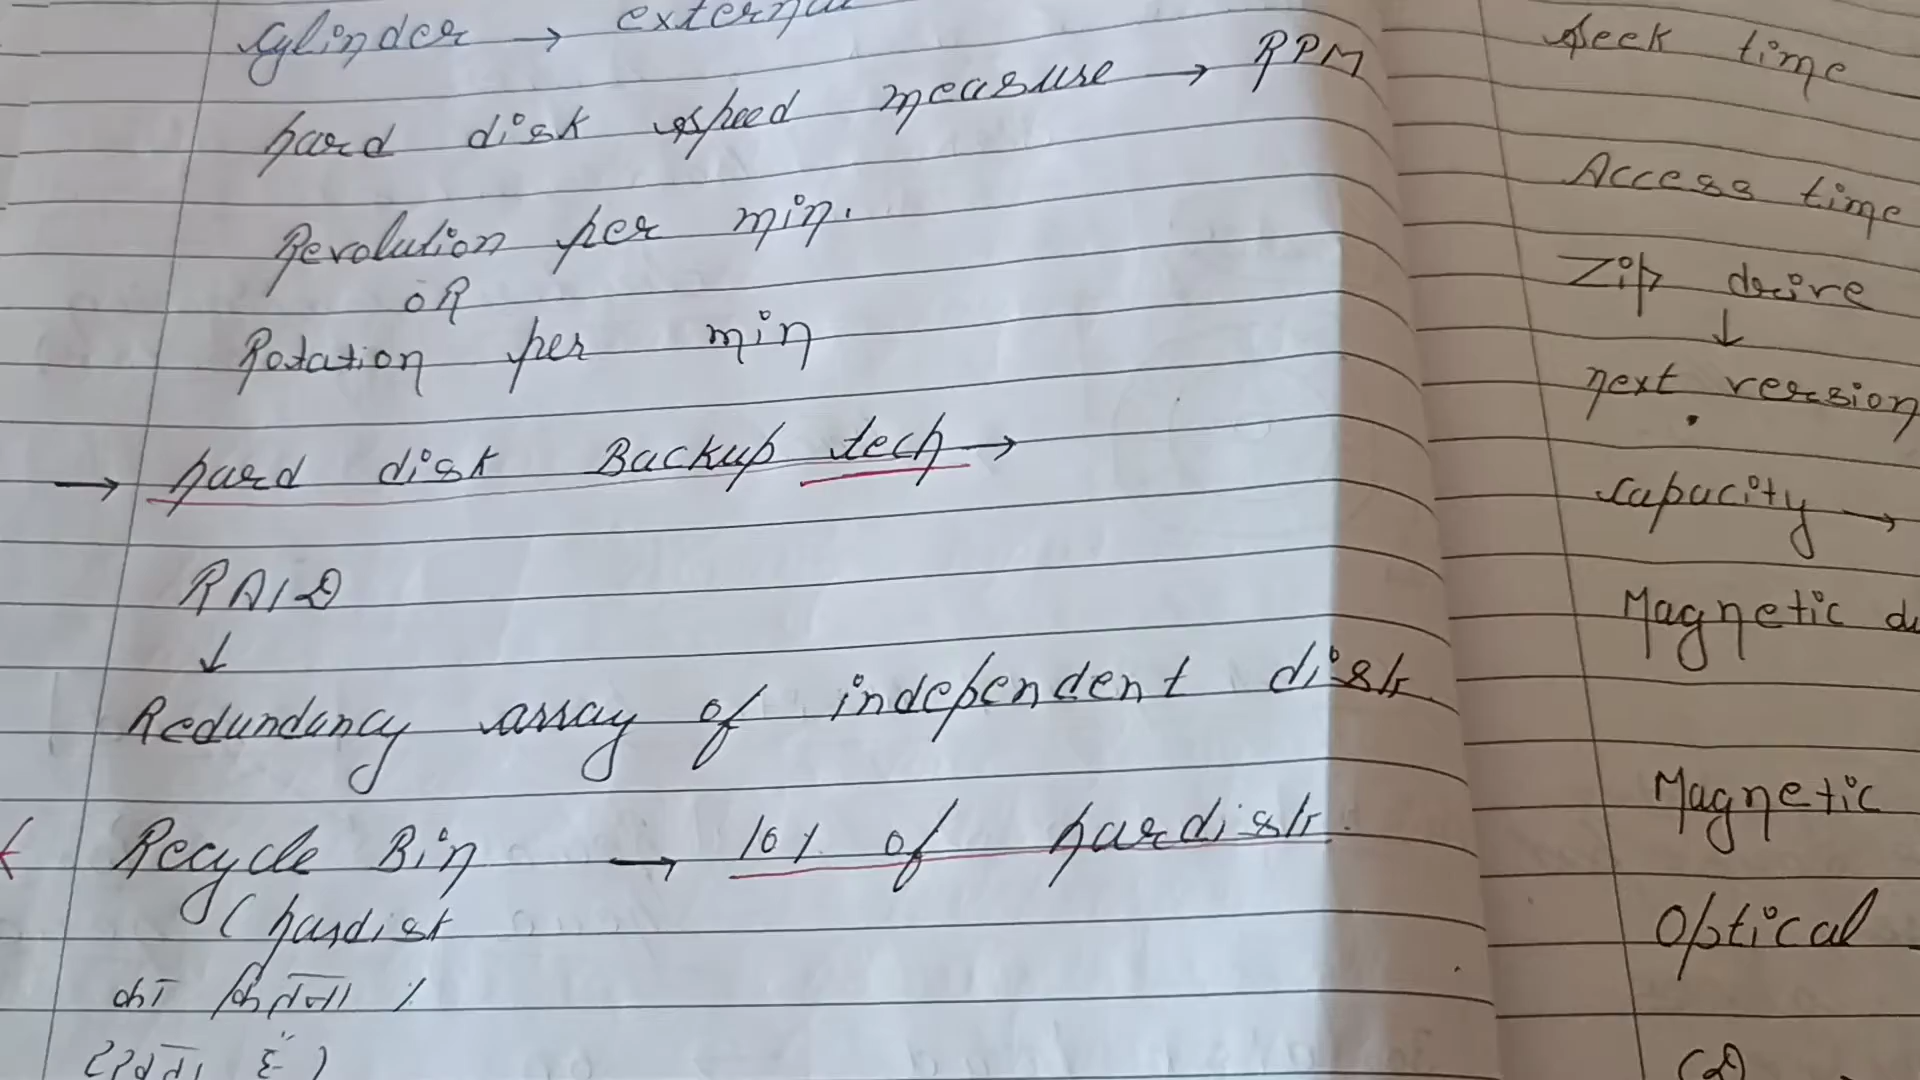 cylinder → external
hard disk speed measure → RPM
Revolution per min.
OR
Rotation per min
→ hard disk Backup tech →
RAID
↓
Redundancy array of independent disk
Recycle Bin → 10% of hardisk
(hardisk
का कितना %
होता है)
seek time
Access time
Zip drive
↓
next version
capacity →
Magnetic
Magnetic
Optical
(2)